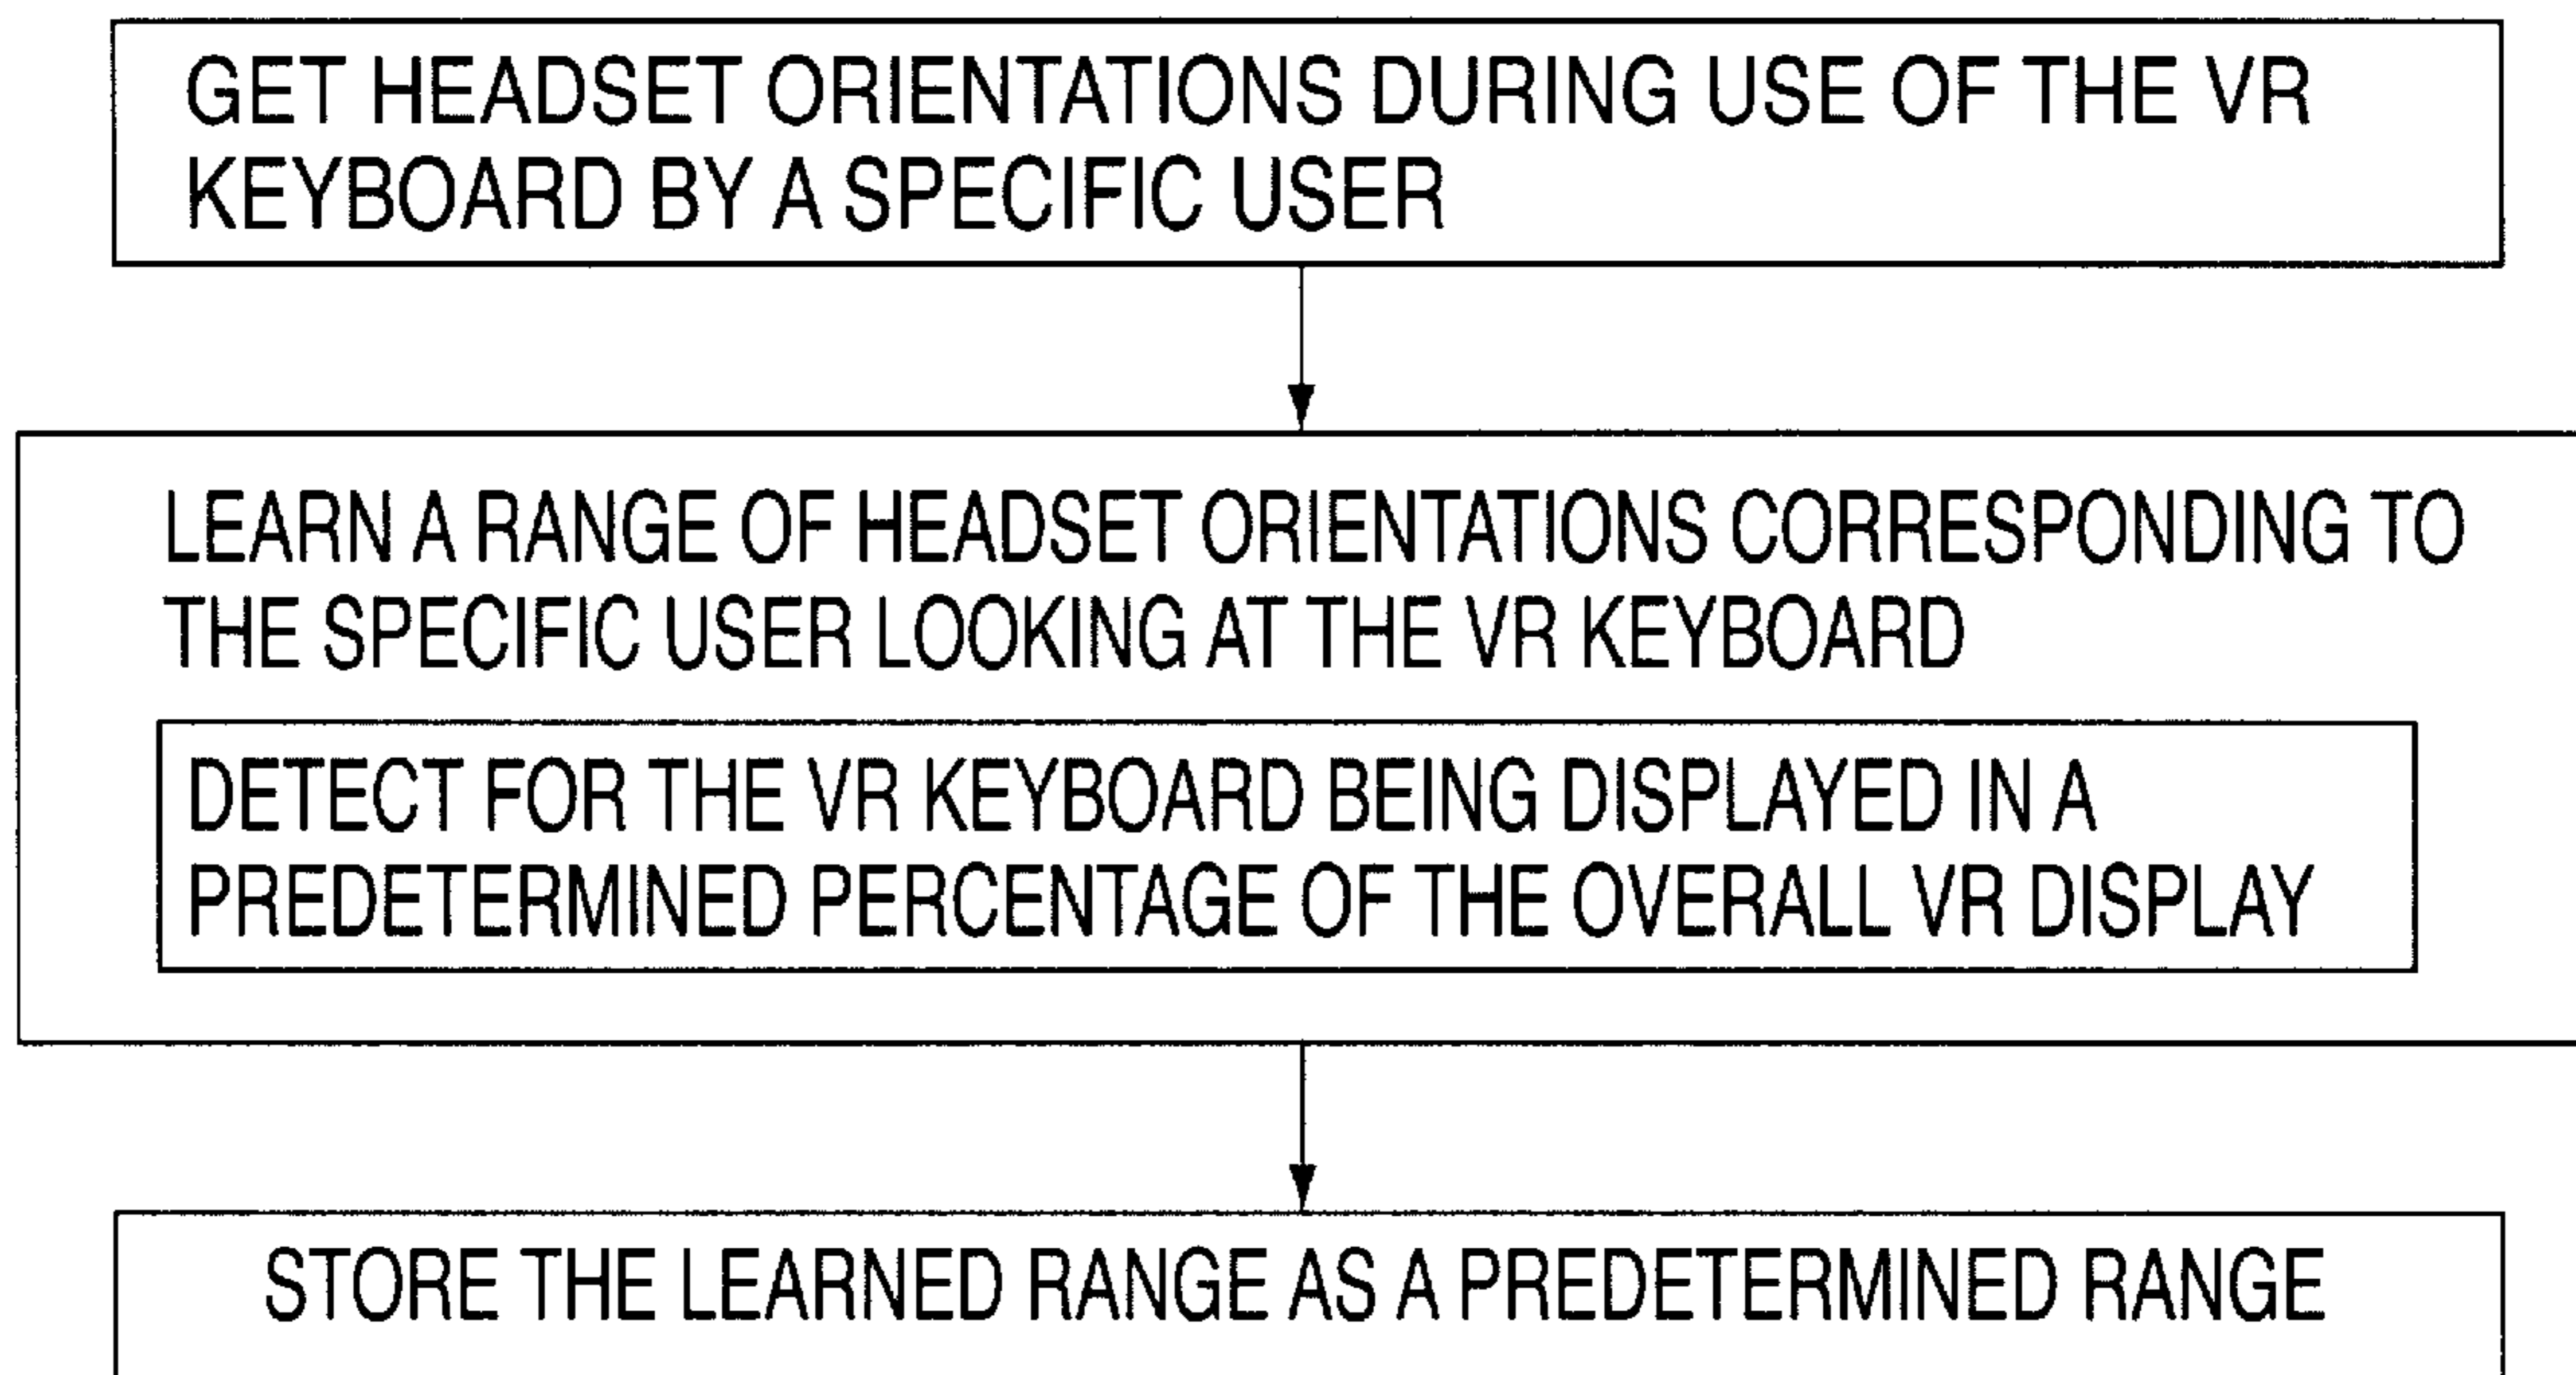 GET HEADSET ORIENTATIONS DURING USE OF THE VR
KEYBOARD BY A SPECIFIC USER
LEARN A RANGE OF HEADSET ORIENTATIONS CORRESPONDING TO
THE SPECIFIC USER LOOKING AT THE VR KEYBOARD
DETECT FOR THE VR KEYBOARD BEING DISPLAYED IN A
PREDETERMINED PERCENTAGE OF THE OVERALL VR DISPLAY
STORE THE LEARNED RANGE AS A PREDETERMINED RANGE